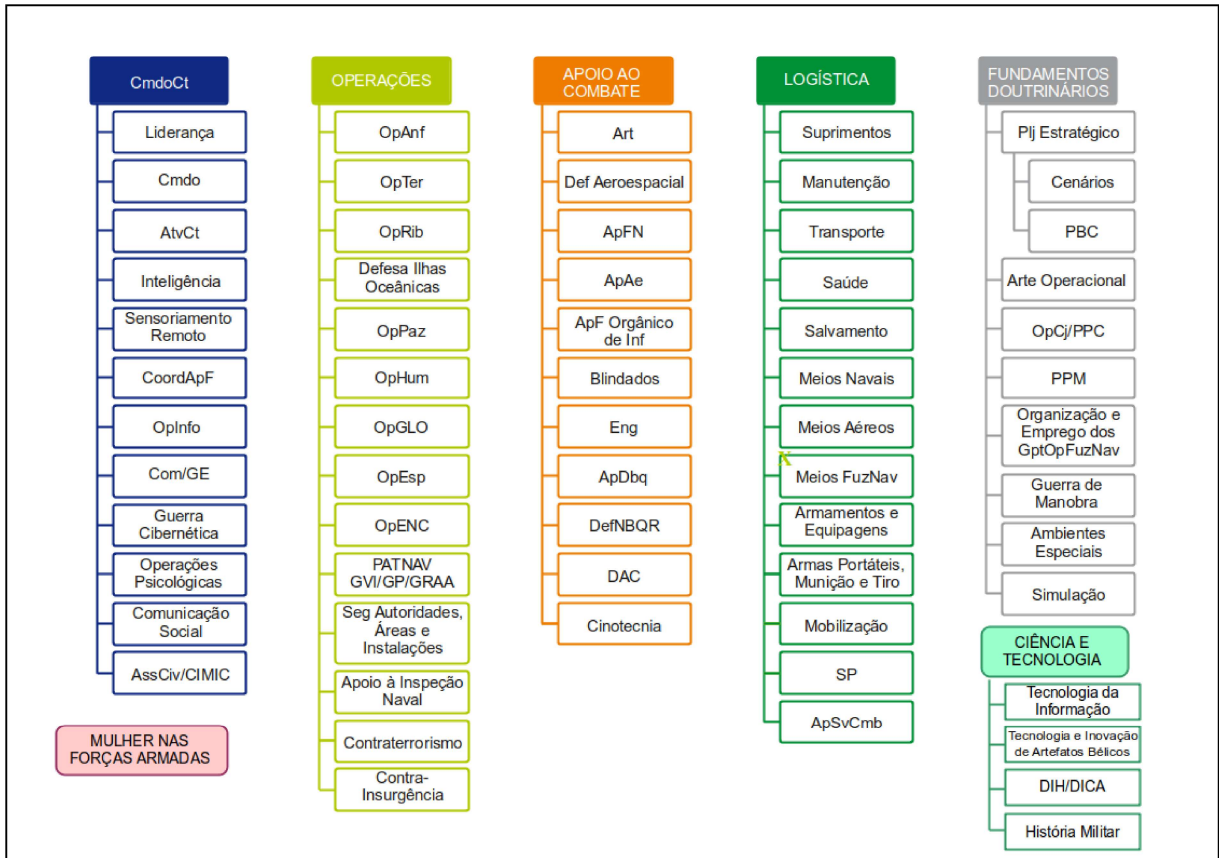 CmdoCt
Liderança
Cmdo
AtvCt
Inteligência
Sensoriamento
Remoto
CoordApF
OpInfo
Com/GE
Guerra
Cibernética
Operações
Psicológicas
Comunicação
Social
AssCiv/CIMIC
MULHER NAS
FORÇAS ARMADAS
OPERAÇÕES
OpAnf
OpTer
OpRib
Defesa Ilhas
Oceânicas
OpPaz
OpHum
OpGLO
OpEsp
OpENC
PATNAV
GVI/GP/GRAA
Seg Autoridades,
Áreas e
Instalações
Apoio à Inspeção
Naval
Contraterrorismo
Contra-
Insurgência
APOIO AO
COMBATE
Art
Def Aeroespacial
ApFN
ApAe
ApF Orgânico
de Inf
Blindados
Eng
ApDbq
DefNBQR
DAC
Cinotecnia
LOGÍSTICA
Suprimentos
Manutenção
Transporte
Saúde
Salvamento
Meios Navais
Meios Aéreos
X
Meios FuzNav
Armamentos e
Equipagens
Armas Portáteis,
Munição e Tiro
Mobilização
SP
ApSvCmb
FUNDAMENTOS
DOUTRINÁRIOS
Plj Estratégico
Cenários
PBC
Arte Operacional
OpCj/PPC
PPM
Organização e
Emprego dos
GptOpFuzNav
Guerra de
Manobra
Ambientes
Especiais
Simulação
CIÊNCIA E
TECNOLOGIA
Tecnologia da
Informação
Tecnologia e Inovação
de Artefatos Bélicos
DIH/DICA
História Militar